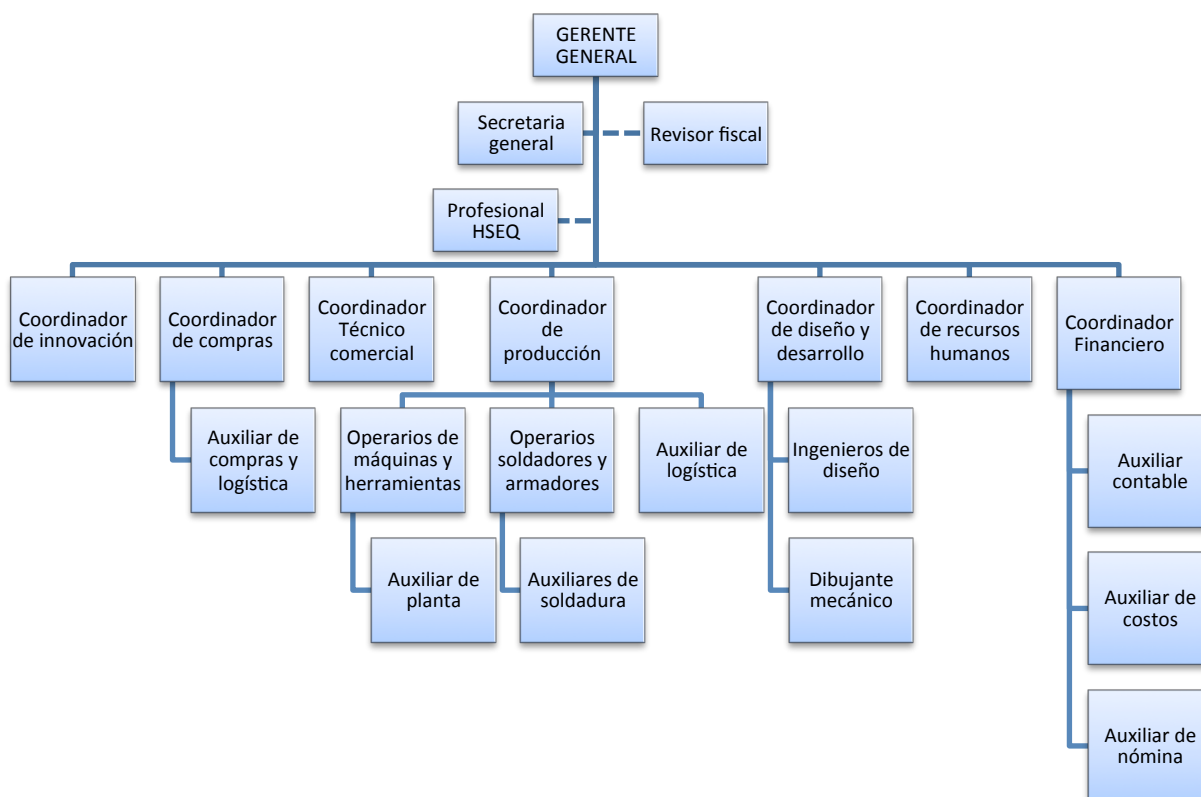 GERENTE
GENERAL
Secretaria
general
Revisor fiscal
Profesional
HSEQ
Coordinador
de innovación
Coordinador
de compras
Coordinador
Técnico
comercial
Coordinador
de
producción
Coordinador
de diseño y
desarrollo
Coordinador
de recursos
humanos
Coordinador
Financiero
Auxiliar de
compras y
logística
Operarios de
máquinas y
herramientas
Operarios
soldadores y
armadores
Auxiliar de
logística
Ingenieros de
diseño
Auxiliar
contable
Auxiliar de
planta
Auxiliares de
soldadura
Dibujante
mecánico
Auxiliar de
costos
Auxiliar de
nómina